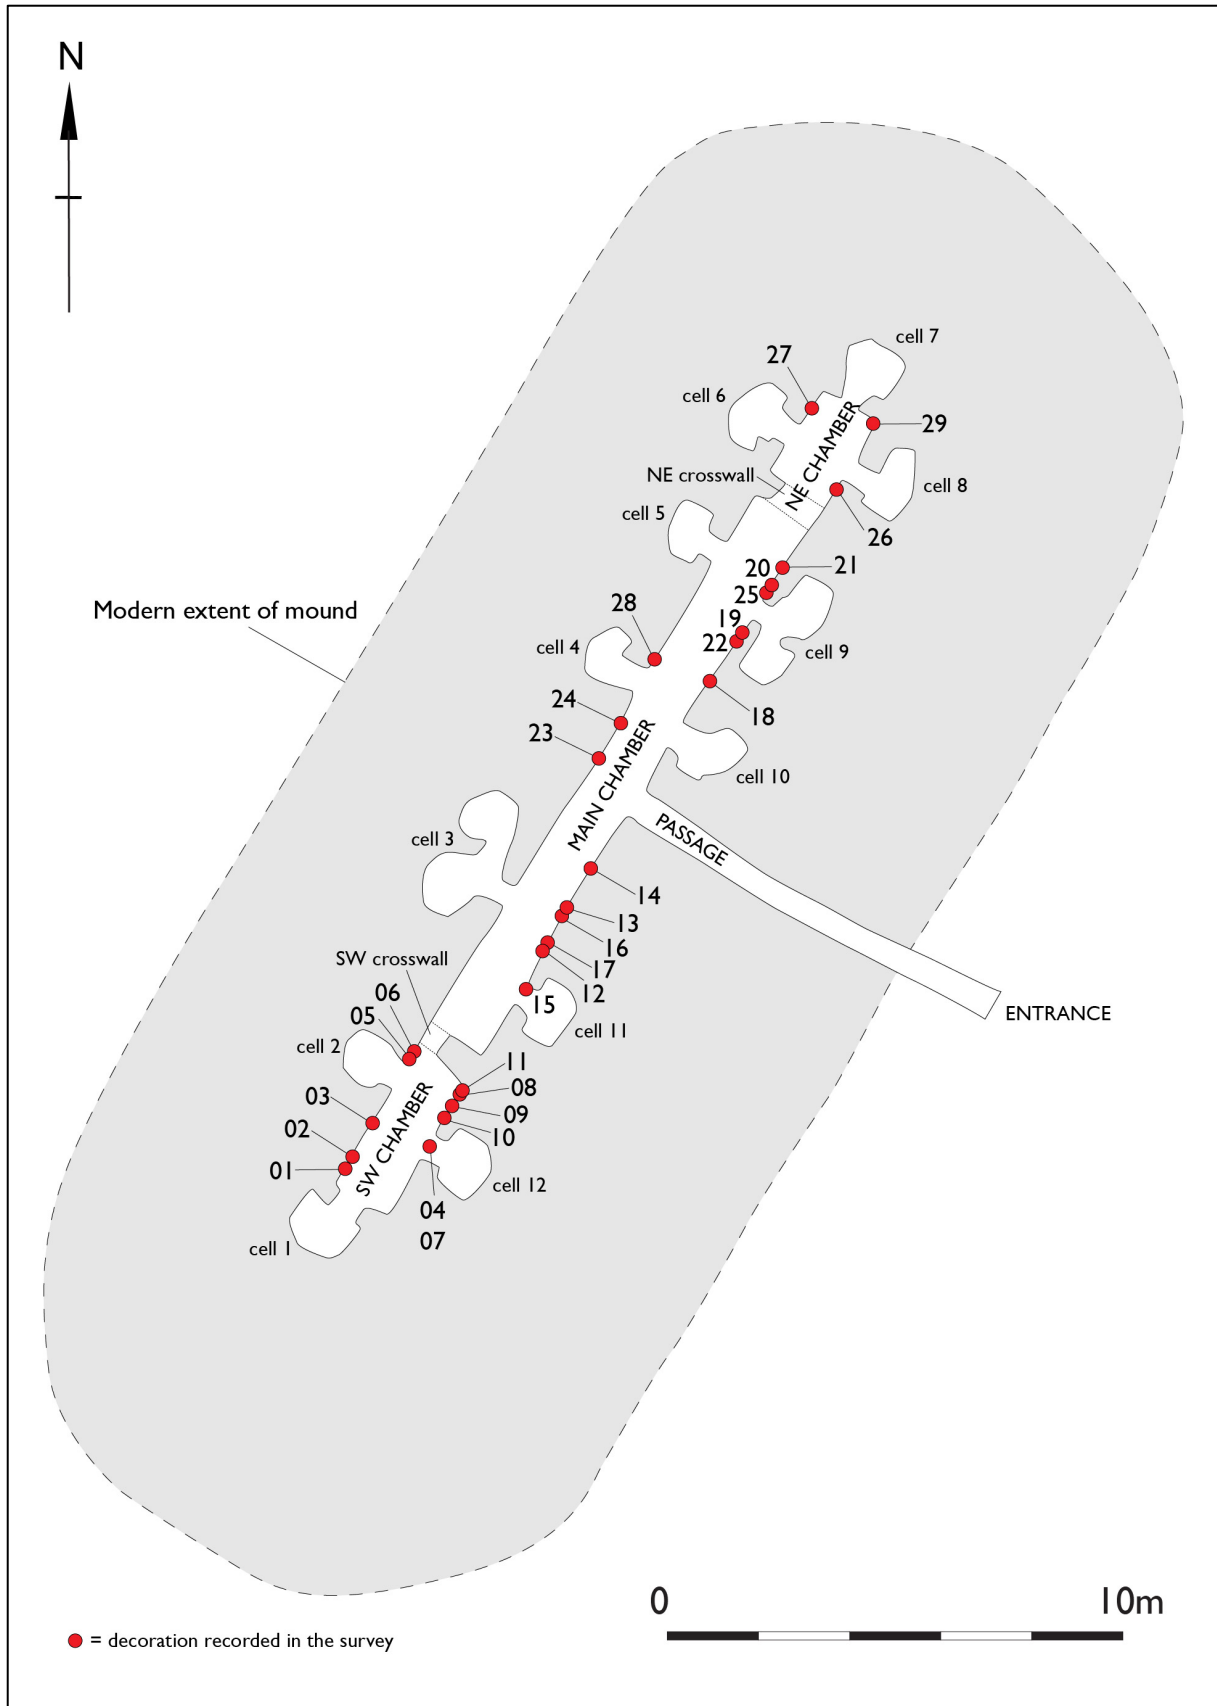 N
cell 7
27
cell 6
29
NE CHAMBER
NE crosswall
cell 8
cell 5
26
20
21
25
Modern extent of mound
28
19
22
cell 4
cell 9
24
18
23
MAIN CHAMBER
cell 10
cell 3
PASSAGE
14
13
16
SW crosswall
17
06
12
15
05
ENTRANCE
cell 2
cell 11
11
08
03
SW CHAMBER
09
02
10
01
cell 12
04
07
cell 1
0
10m
= decoration recorded in the survey